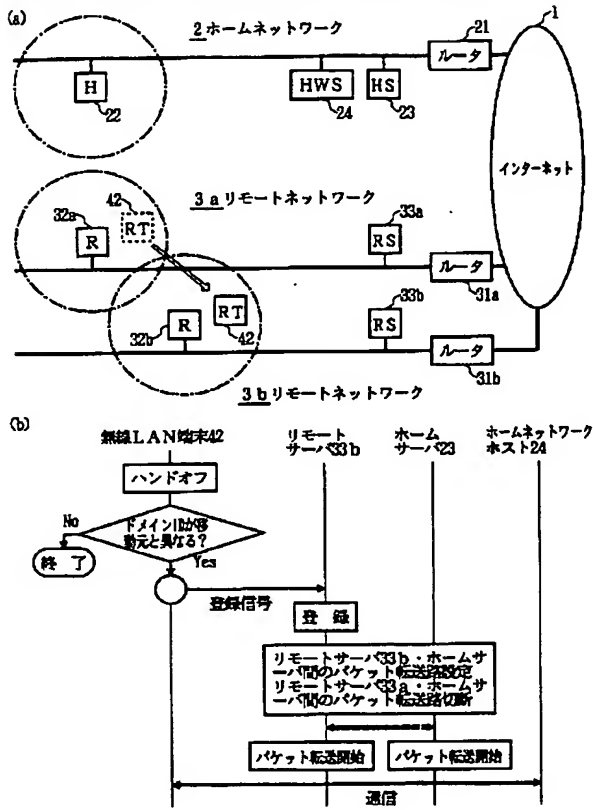 (a)
2 ホームネットワーク
21
1
ルータ
H
22
HWS
24
HS
23
インターネット
3a リモートネットワーク
32a
42
RT
R
33a
RS
ルータ
31a
33b
RS
32b
R
RT
42
ルータ
31b
3b リモートネットワーク
(b)
無線LAN端末42
リモート
サーバ33b
ホーム
サーバ23
ホームネットワーク
ホスト24
ハンドオフ
No
ドメインIDが移
動元と異なる?
終了
Yes
登録信号
登録
リモートサーバ33b・ホームサ
ーバ間のパケット転送路設定
リモートサーバ33a・ホームサ
ーバ間のパケット転送路切断
パケット転送開始
パケット転送開始
通信